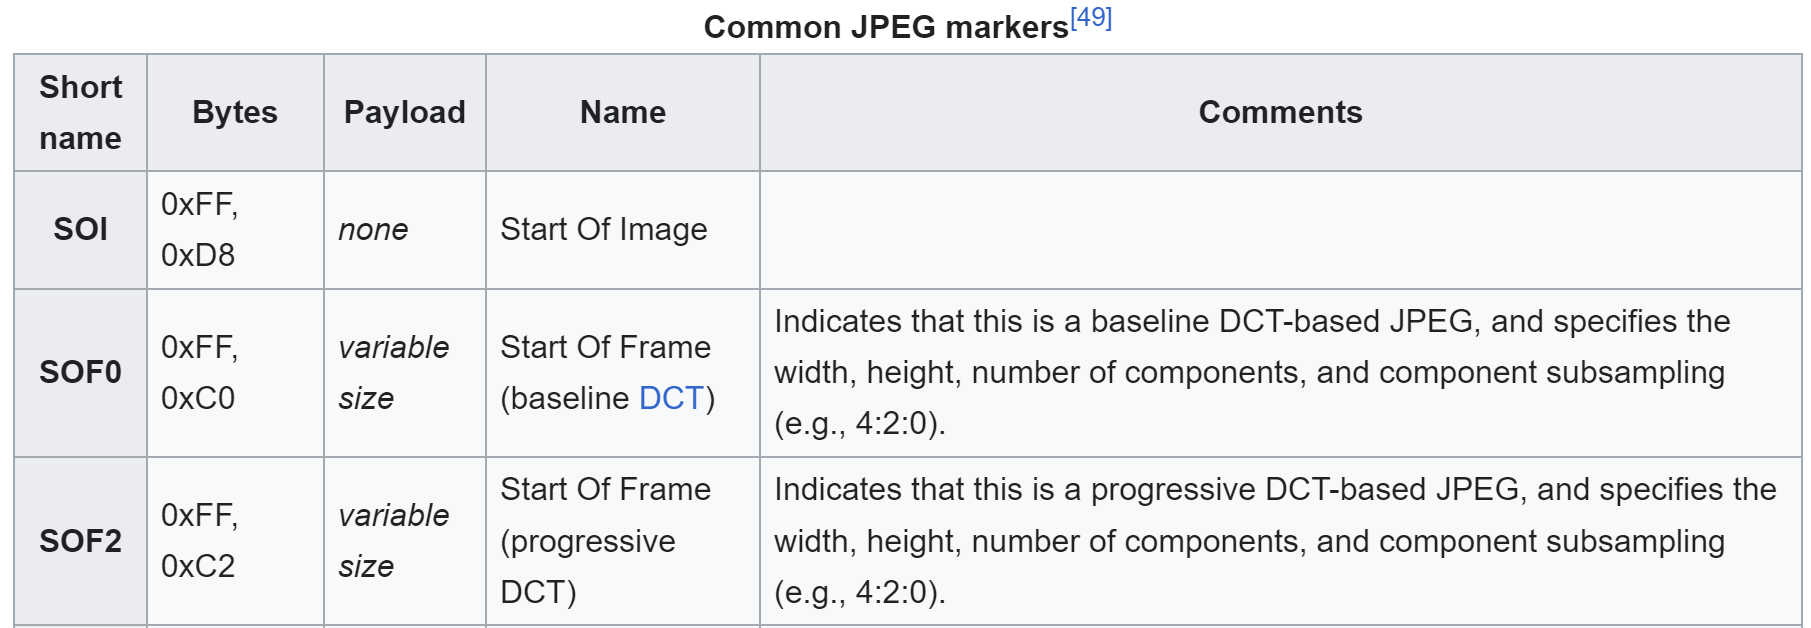 Common JPEG markers[49]
Short
name
Bytes
Payload
Name
Comments
SOI
0xFF,
0xD8
none
Start Of Image
SOF0
0xFF,
0xC0
variable
size
Start Of Frame
(baseline DCT)
Indicates that this is a baseline DCT-based JPEG, and specifies the
width, height, number of components, and component subsampling
(e.g., 4:2:0).
SOF2
0xFF,
0xC2
variable
size
Start Of Frame
(progressive
DCT)
Indicates that this is a progressive DCT-based JPEG, and specifies the
width, height, number of components, and component subsampling
(e.g., 4:2:0).